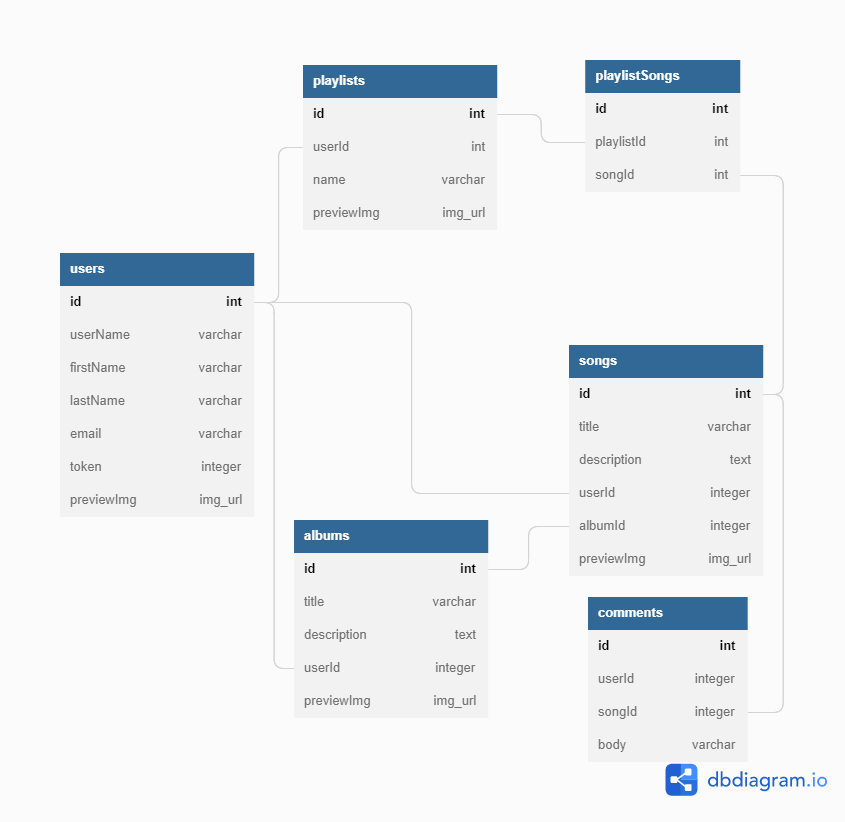 playlists
id int
userId int
name varchar
previewImg img_url
playlistSongs
id int
playlistId int
songId int
users
id int
userName varchar
firstName varchar
lastName varchar
email varchar
token integer
previewImg img_url
songs
id int
title varchar
description text
userId integer
albumId integer
previewImg img_url
albums
id int
title varchar
description text
userId integer
previewImg img_url
comments
id int
userId integer
songId integer
body varchar
dbdiagram.io